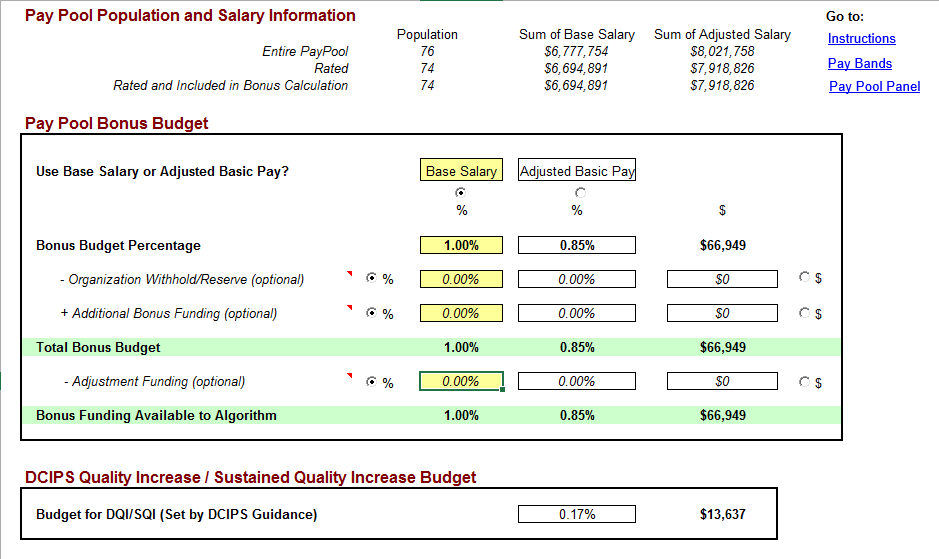 Pay Pool Population and Salary Information
Go to:
Population Sum of Base Salary Sum of Adjusted Salary
Instructions
Entire PayPool 76 $6,777,754 $8,021,758
Rated 74 $6,694,891 $7,918,826
Pay Bands
Rated and Included in Bonus Calculation 74 $6,694,891 $7,918,826
Pay Pool Panel
Pay Pool Bonus Budget
Use Base Salary or Adjusted Basic Pay? Base Salary Adjusted Basic Pay
% % $
Bonus Budget Percentage 1.00% 0.85% $66,949
- Organization Withhold/Reserve (optional) % 0.00% 0.00% $0 $
+ Additional Bonus Funding (optional) % 0.00% 0.00% $0 $
Total Bonus Budget 1.00% 0.85% $66,949
- Adjustment Funding (optional) % 0.00% 0.00% $0 $
Bonus Funding Available to Algorithm 1.00% 0.85% $66,949
DCIPS Quality Increase / Sustained Quality Increase Budget
Budget for DQI/SQI (Set by DCIPS Guidance) 0.17% $13,637